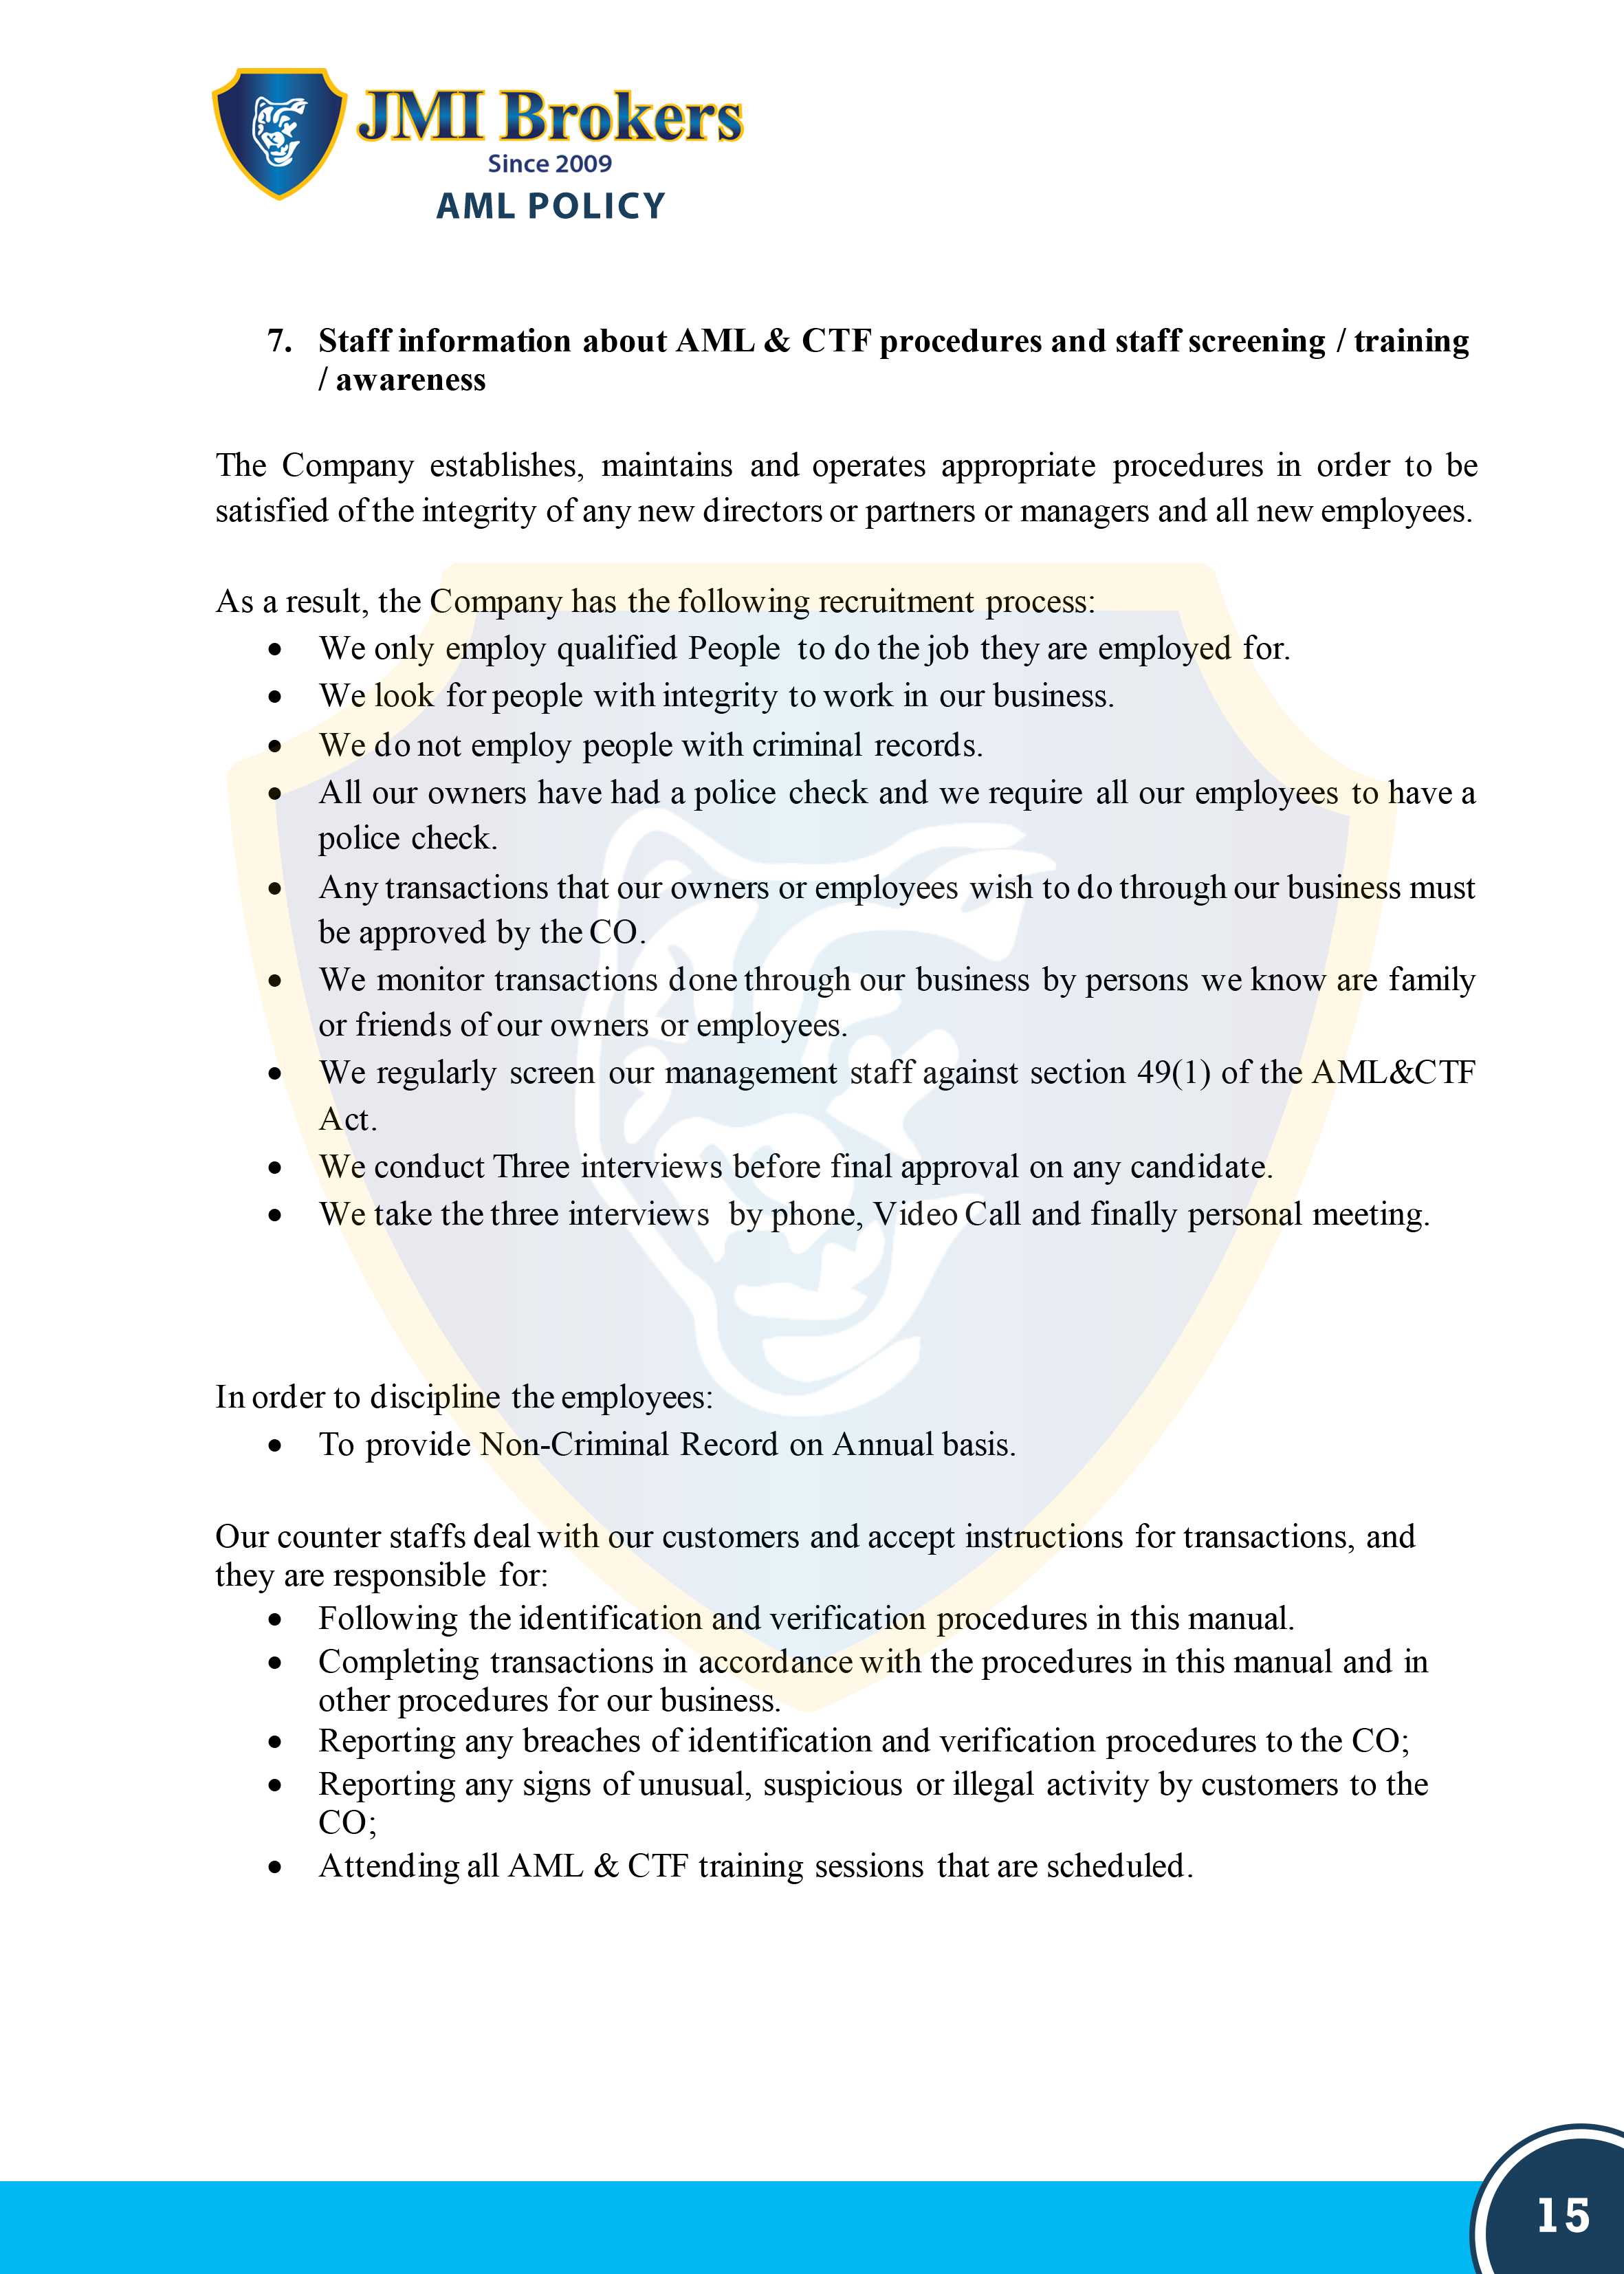 JMI Brokers
Since 2009
AML POLICY
7. Staff information about AML & CTF procedures and staff screening / training
/ awareness
The Company establishes, maintains and operates appropriate procedures in order to be
satisfied of the integrity of any new directors or partners or managers and all new employees.
As a result, the Company has the following recruitment process:
• We only employ qualified People to do the job they are employed for.
• We look for people with integrity to work in our business.
• We do not employ people with criminal records.
• All our owners have had a police check and we require all our employees to have a
police check.
• Any transactions that our owners or employees wish to do through our business must
be approved by the CO.
• We monitor transactions done through our business by persons we know are family
or friends of our owners or employees.
• We regularly screen our management staff against section 49(1) of the AML&CTF
Act.
• We conduct Three interviews before final approval on any candidate.
• We take the three interviews by phone, Video Call and finally personal meeting.
In order to discipline the employees:
• To provide Non-Criminal Record on Annual basis.
Our counter staffs deal with our customers and accept instructions for transactions, and
they are responsible for:
• Following the identification and verification procedures in this manual.
• Completing transactions in accordance with the procedures in this manual and in
other procedures for our business.
• Reporting any breaches of identification and verification procedures to the CO;
• Reporting any signs of unusual, suspicious or illegal activity by customers to the
CO;
• Attending all AML & CTF training sessions that are scheduled.
15